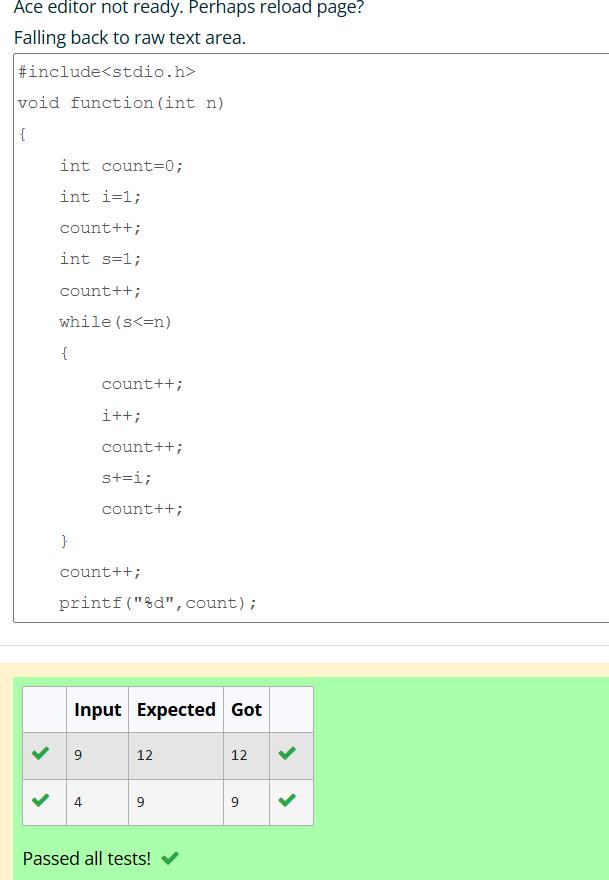 Ace editor not ready. Perhaps reload page?
Falling back to raw text area.
#include<stdio.h>
void function(int n)
{
    int count=0;
    int i=1;
    count++;
    int s=1;
    count++;
    while(s<=n)
    {
        count++;
        i++;
        count++;
        s+=i;
        count++;
    }
    count++;
    printf("%d",count);
Input Expected Got
9 12 12
4 9 9
Passed all tests!